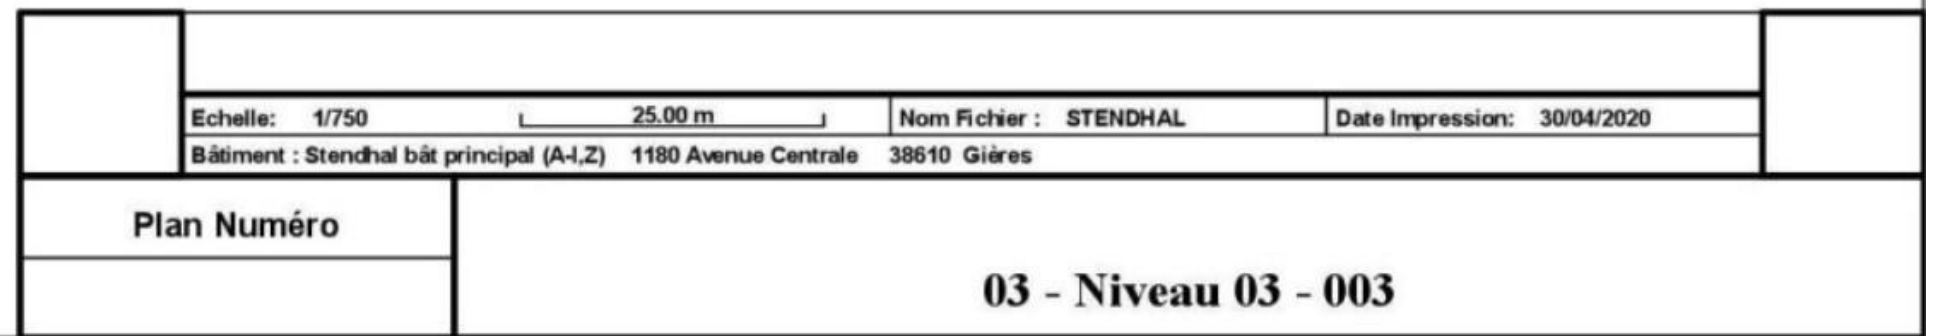 Echelle: 1/750 25.00 m Nom Fichier : STENDHAL Date Impression: 30/04/2020
Bâtiment : Stendhal bât principal (A-I,Z) 1180 Avenue Centrale 38610 Gières
Plan Numéro
03 - Niveau 03 - 003